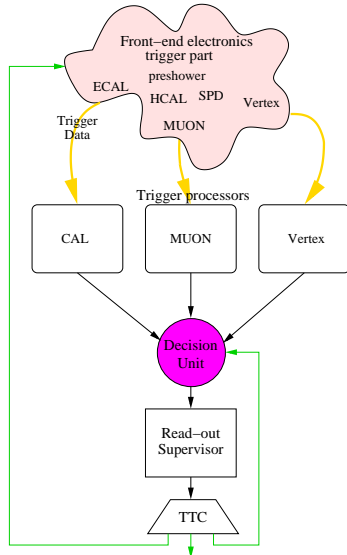 Front−end electronics
trigger part
preshower
ECAL
HCAL
SPD
Vertex
MUON
Trigger
Data
Trigger processors
CAL
MUON
Vertex
Decision
Unit
Read−out
Supervisor
TTC